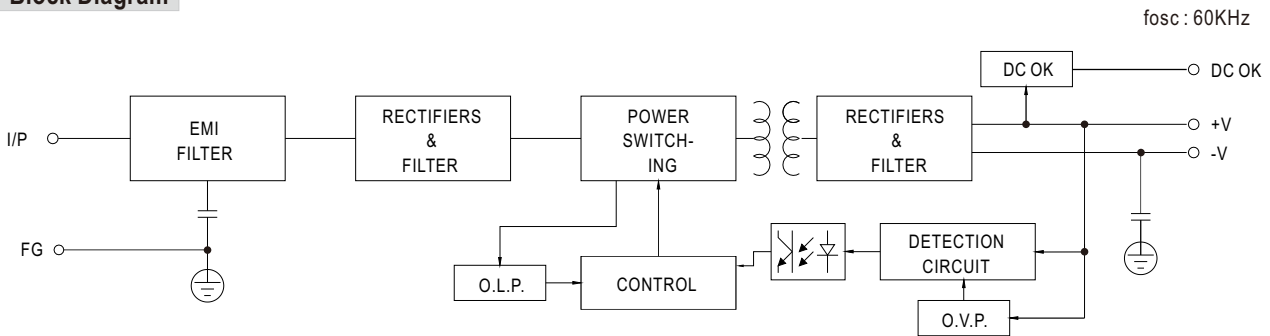 Block Diagram
fosc : 60KHz
DC OK
DC OK
I/P
EMI
FILTER
RECTIFIERS
&
FILTER
POWER
SWITCH-
ING
RECTIFIERS
&
FILTER
+V
-V
FG
O.L.P.
CONTROL
DETECTION
CIRCUIT
O.V.P.